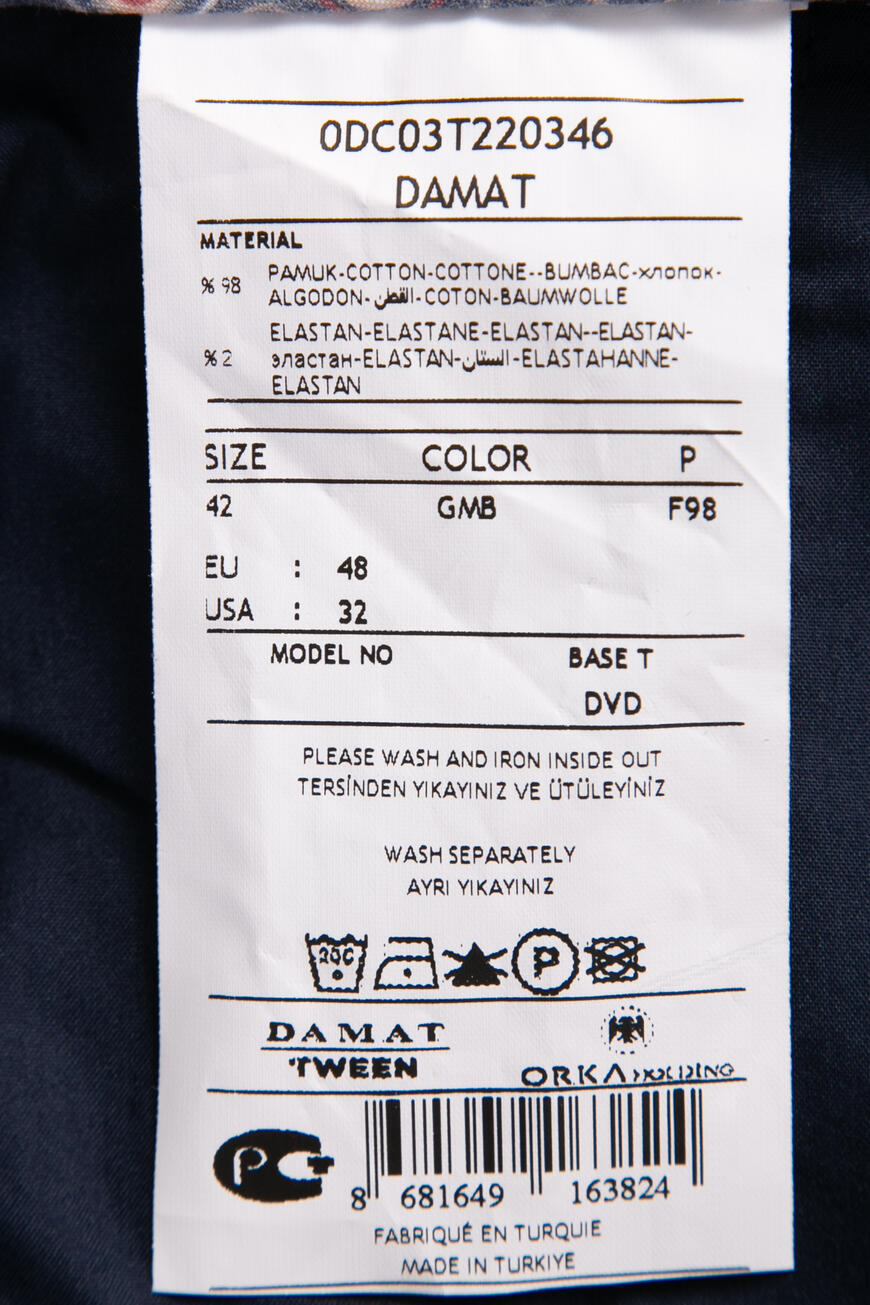 0DC03T220346
DAMAT
MATERIAL
% 98 PAMUK-COTTON-COTTONE--BUMBAC-хлопок-
ALGODON-القطن-COTON-BAUMWOLLE
% 2 ELASTAN-ELASTANE-ELASTAN--ELASTAN-
эластан-ELASTAN-الستان-ELASTAHANNE-
ELASTAN
SIZE COLOR P
42 GMB F98
EU : 48
USA : 32
MODEL NO BASE T
DVD
PLEASE WASH AND IRON INSIDE OUT
TERSİNDEN YIKAYINIZ VE ÜTÜLEYİNİZ
WASH SEPARATELY
AYRI YIKAYINIZ
P
DAMAT
TWEEN
ORKA HOLDING
8 681649 163824
FABRIQUÉ EN TURQUIE
MADE IN TURKIYE